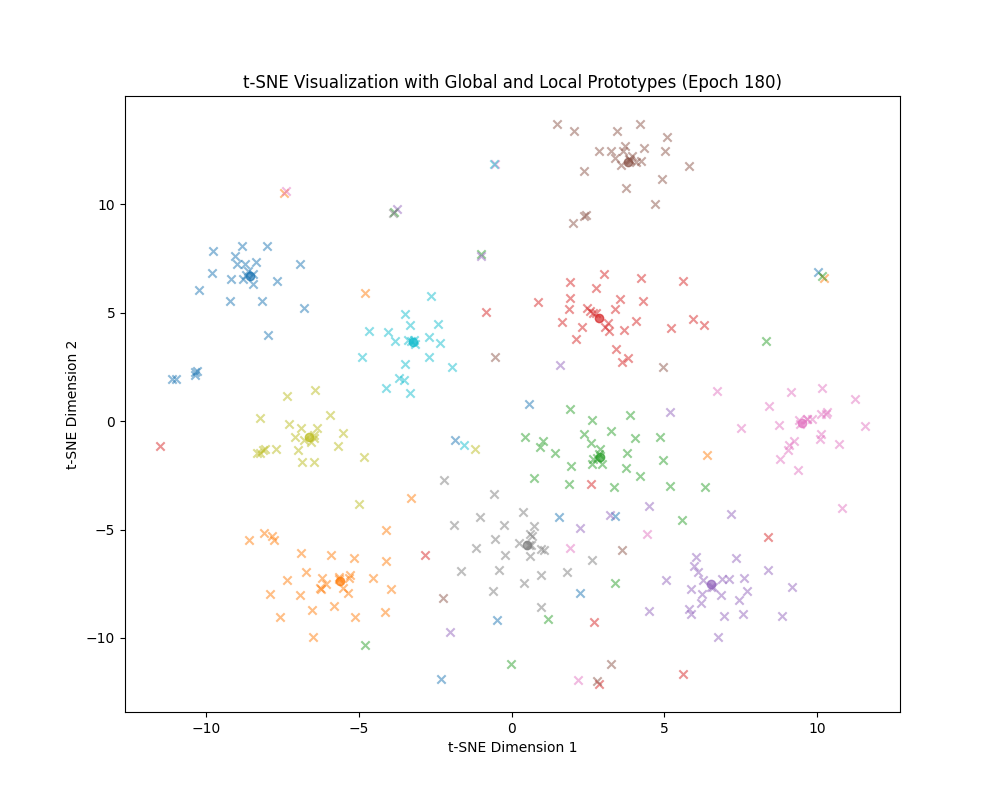 t-SNE Visualization with Global and Local Prototypes (Epoch 180)
10
5
0
−5
−10
t-SNE Dimension 2
−10 −5 0 5 10
t-SNE Dimension 1